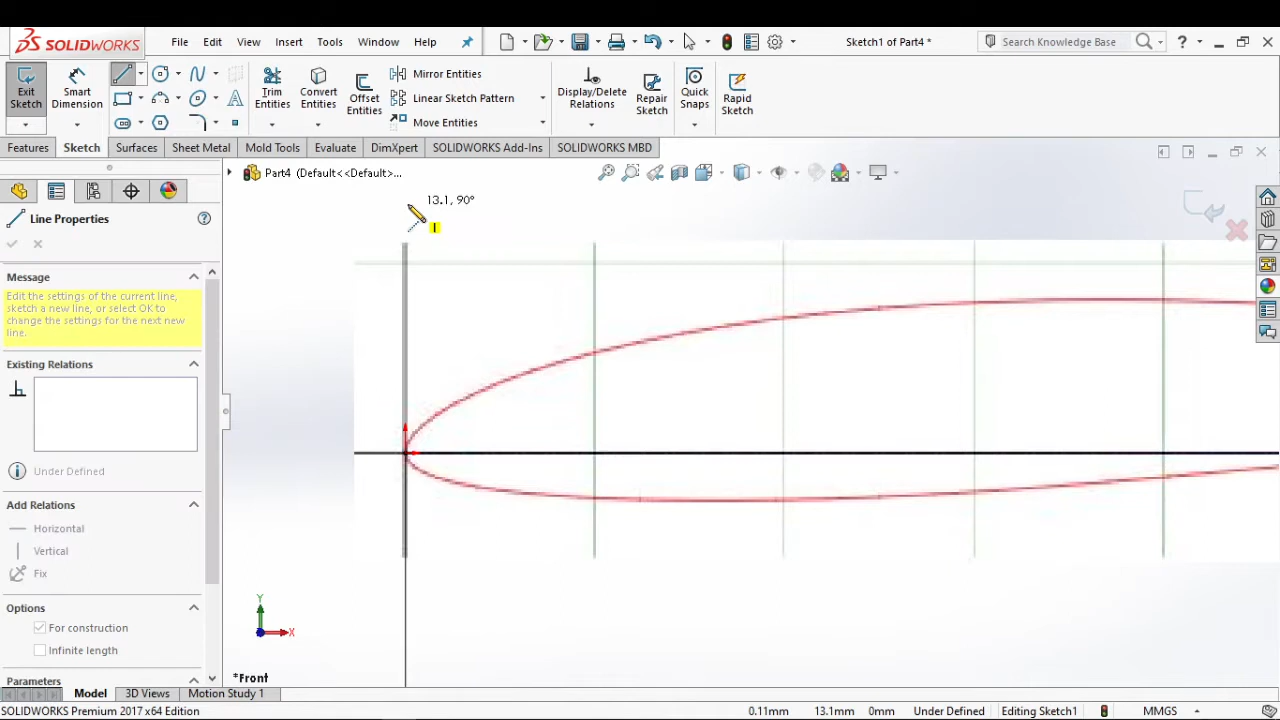 SOLIDWORKS File Edit View Insert Tools Window Help Sketch1 of Part4 * Search Knowledge Base ?
Exit Sketch Smart Dimension Trim Entities Convert Entities Offset Entities Mirror Entities Linear Sketch Pattern Move Entities Display/Delete Relations Repair Sketch Quick Snaps Rapid Sketch
Features Sketch Surfaces Sheet Metal Mold Tools Evaluate DimXpert SOLIDWORKS Add-Ins SOLIDWORKS MBD
Part4 (Default<<Default>...
13.1, 90°
Line Properties
Message
Edit the settings of the current line,
sketch a new line, or select OK to
change the settings for the next new
line.
Existing Relations
Under Defined
Add Relations
Horizontal
Vertical
Fix
Options
For construction
Infinite length
Parameters
Y
X
*Front
Model 3D Views Motion Study 1
SOLIDWORKS Premium 2017 x64 Edition 0.11mm 13.1mm 0mm Under Defined Editing Sketch1 MMGS